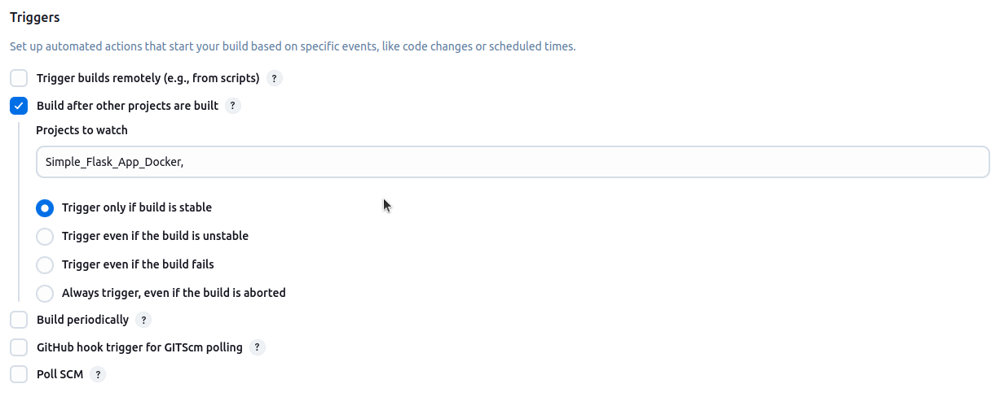 Triggers
Set up automated actions that start your build based on specific events, like code changes or scheduled times.
Trigger builds remotely (e.g., from scripts) ?
Build after other projects are built ?
Projects to watch
Simple_Flask_App_Docker,
Trigger only if build is stable
Trigger even if the build is unstable
Trigger even if the build fails
Always trigger, even if the build is aborted
Build periodically ?
GitHub hook trigger for GITScm polling ?
Poll SCM ?